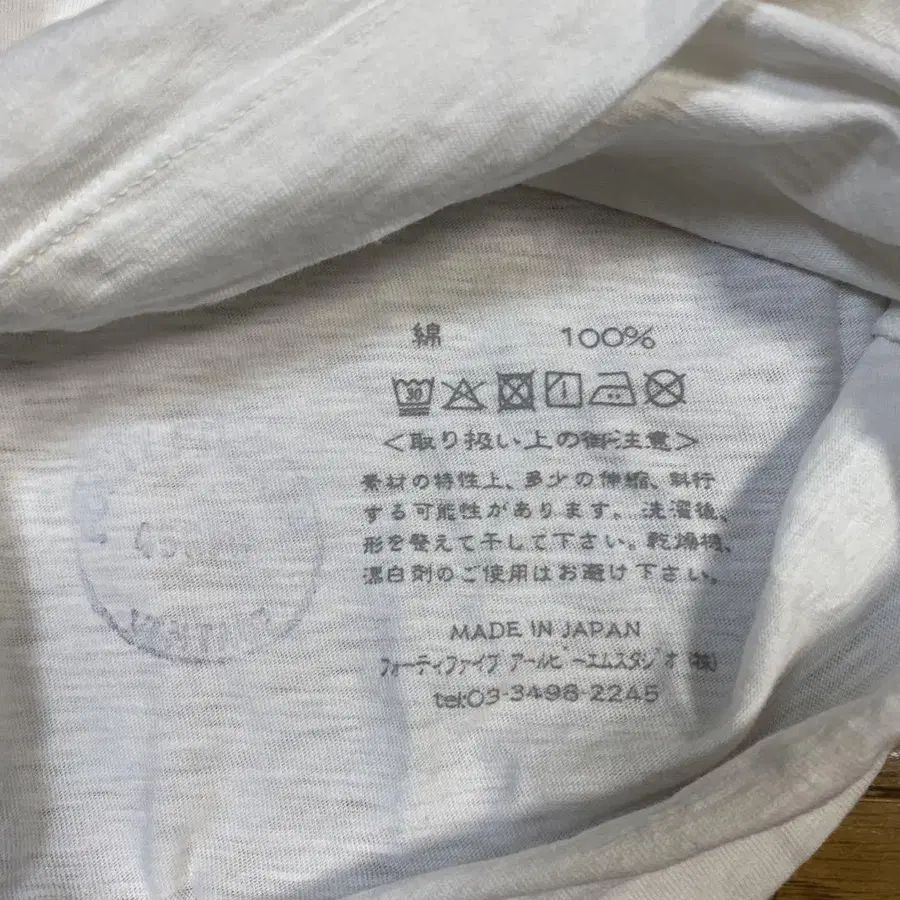 綿 100%
30
<取り扱い上の御注意>
素材の特性上、多少の伸縮、斜行
する可能性があります。洗濯後、
形を整えて干して下さい。乾燥機、
漂白剤のご使用はお避け下さい。
MADE IN JAPAN
フォーティファイブ アールピーエムスタジオ(株)
tel:03-3498-2245